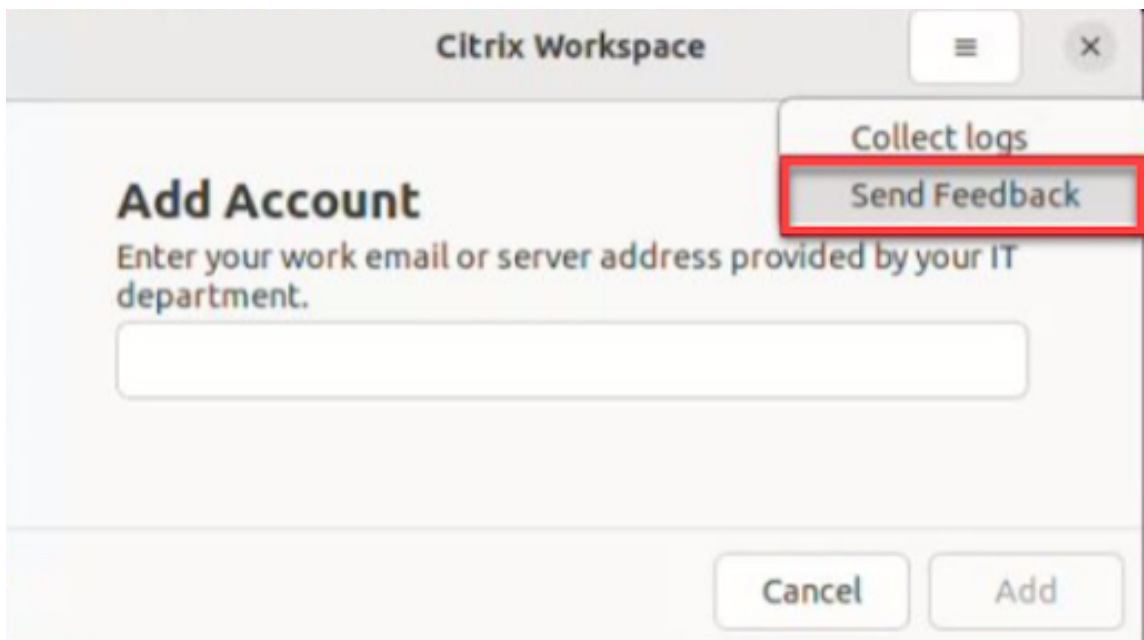 Citrix Workspace
Collect logs
Send Feedback
Add Account
Enter your work email or server address provided by your IT
department.
Cancel
Add